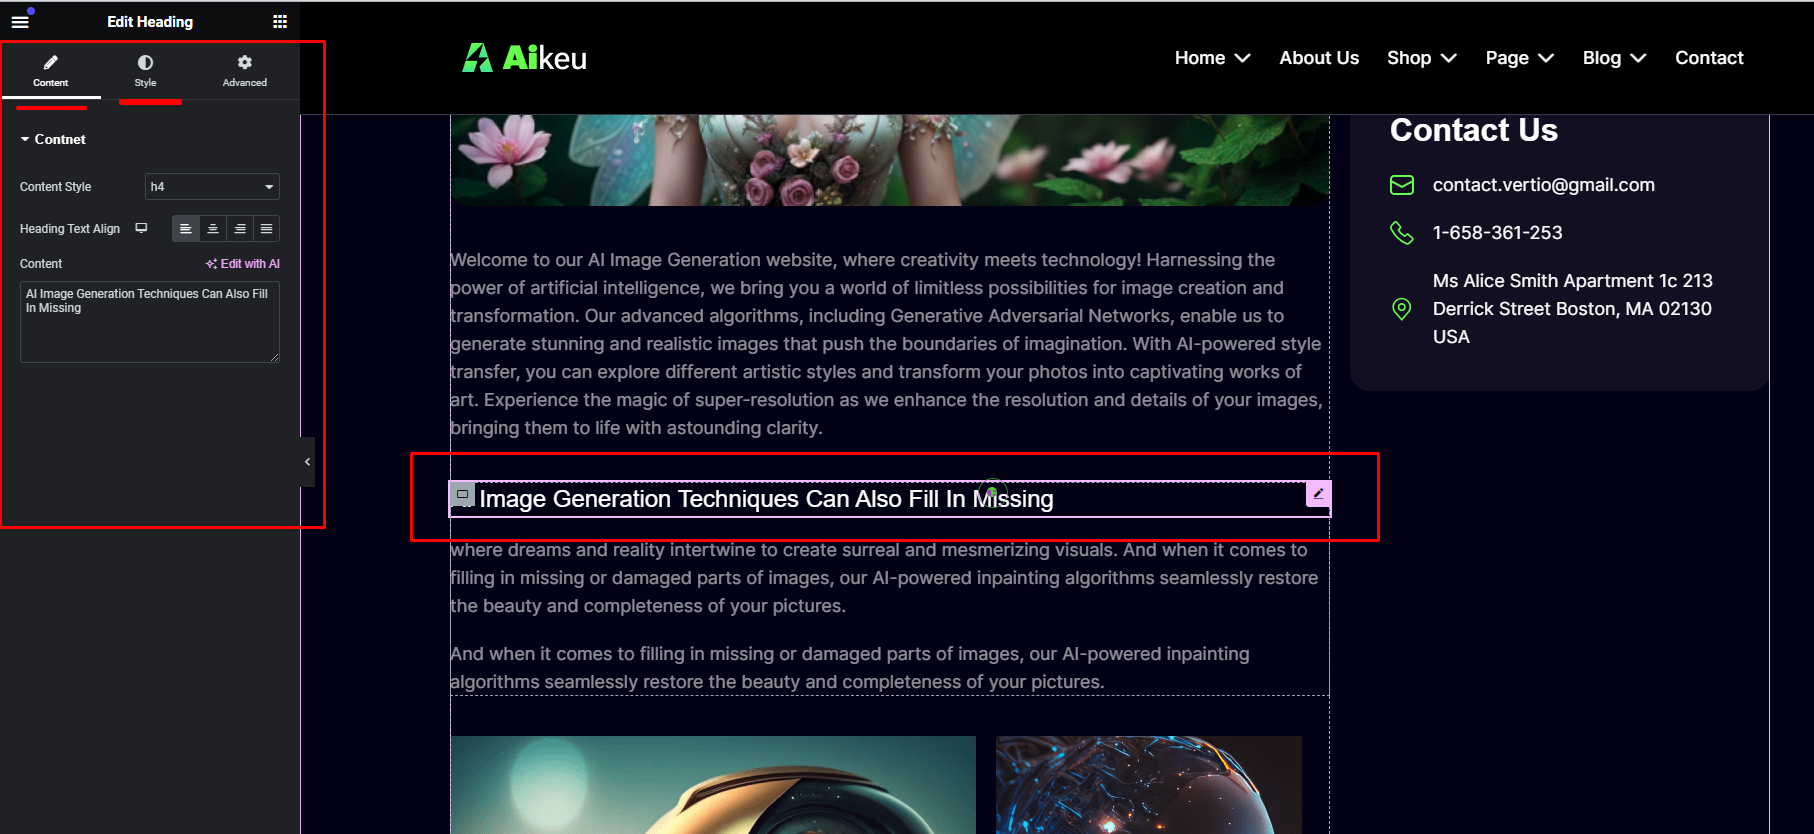 Edit Heading
Content
Style
Advanced
Contnet
Content Style
h4
Heading Text Align
Content
Edit with AI
AI Image Generation Techniques Can Also Fill
In Missing
Aikeu
Home
About Us
Shop
Page
Blog
Contact
Welcome to our AI Image Generation website, where creativity meets technology! Harnessing the
power of artificial intelligence, we bring you a world of limitless possibilities for image creation and
transformation. Our advanced algorithms, including Generative Adversarial Networks, enable us to
generate stunning and realistic images that push the boundaries of imagination. With AI-powered style
transfer, you can explore different artistic styles and transform your photos into captivating works of
art. Experience the magic of super-resolution as we enhance the resolution and details of your images,
bringing them to life with astounding clarity.
Image Generation Techniques Can Also Fill In Missing
where dreams and reality intertwine to create surreal and mesmerizing visuals. And when it comes to
filling in missing or damaged parts of images, our AI-powered inpainting algorithms seamlessly restore
the beauty and completeness of your pictures.
And when it comes to filling in missing or damaged parts of images, our AI-powered inpainting
algorithms seamlessly restore the beauty and completeness of your pictures.
Contact Us
contact.vertio@gmail.com
1-658-361-253
Ms Alice Smith Apartment 1c 213
Derrick Street Boston, MA 02130
USA